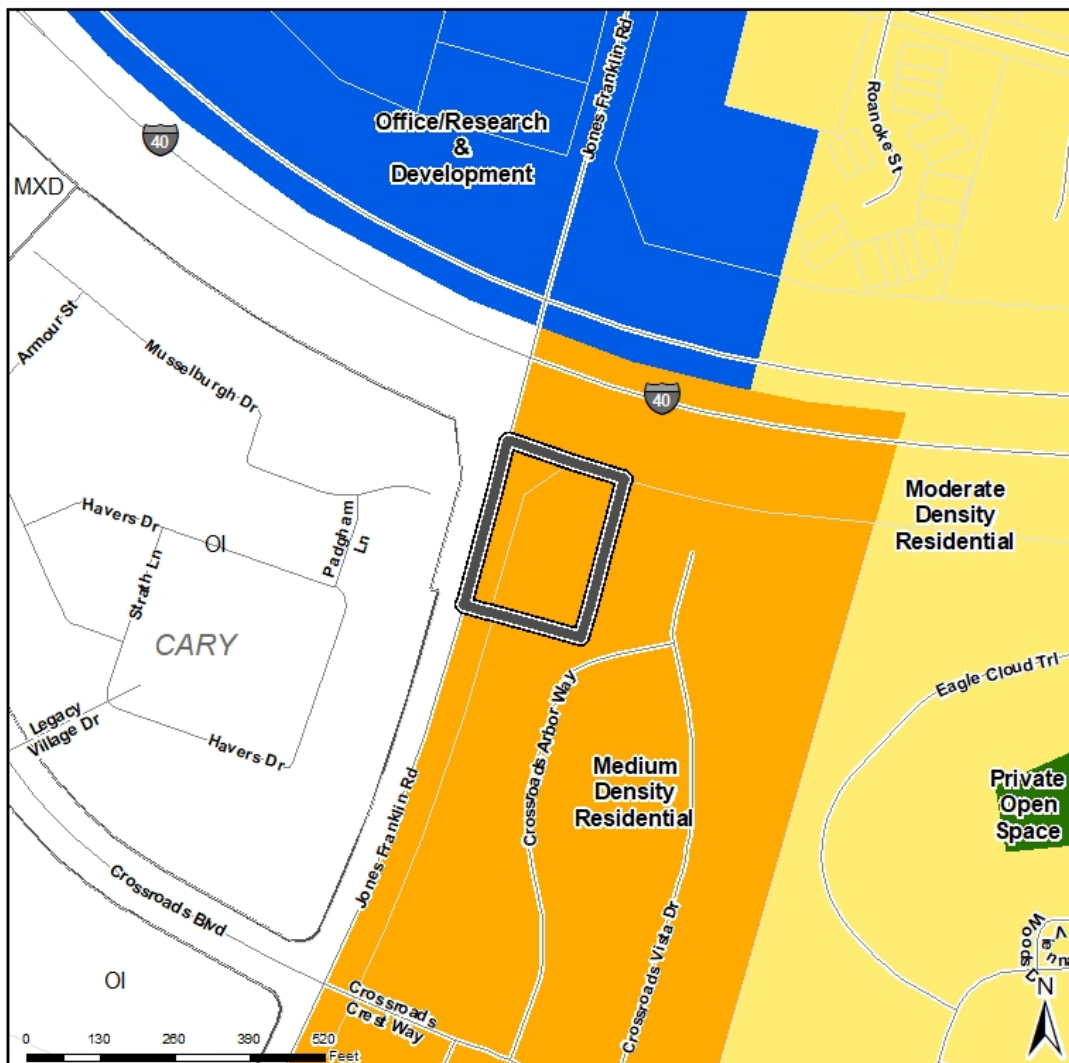 Jones Franklin Rd
Office/Research
&
Development
40
Roanoke St
MXD
Armour St
Musselburgh Dr
40
Moderate
Density
Residential
Havers Dr
OI
Padgham
Ln
Strath Ln
CARY
Legacy
Village Dr
Havers Dr
Eagle Cloud Trl
Crossroads Arbor Way
Medium
Density
Residential
Private
Open
Space
Jones Franklin Rd
Crossroads Blvd
Crossroads Vista Dr
OI
Crossroads
Crest Way
Woods
N
0 130 260 390 520
Feet